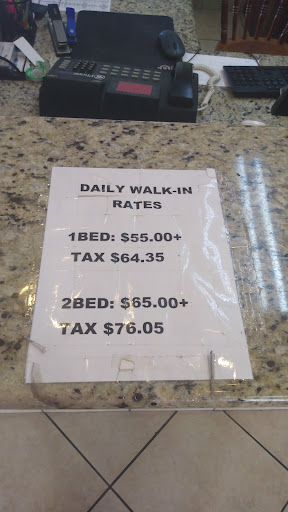 DAILY WALK-IN
RATES
1BED: $55.00+
TAX $64.35
2BED: $65.00+
TAX $76.05